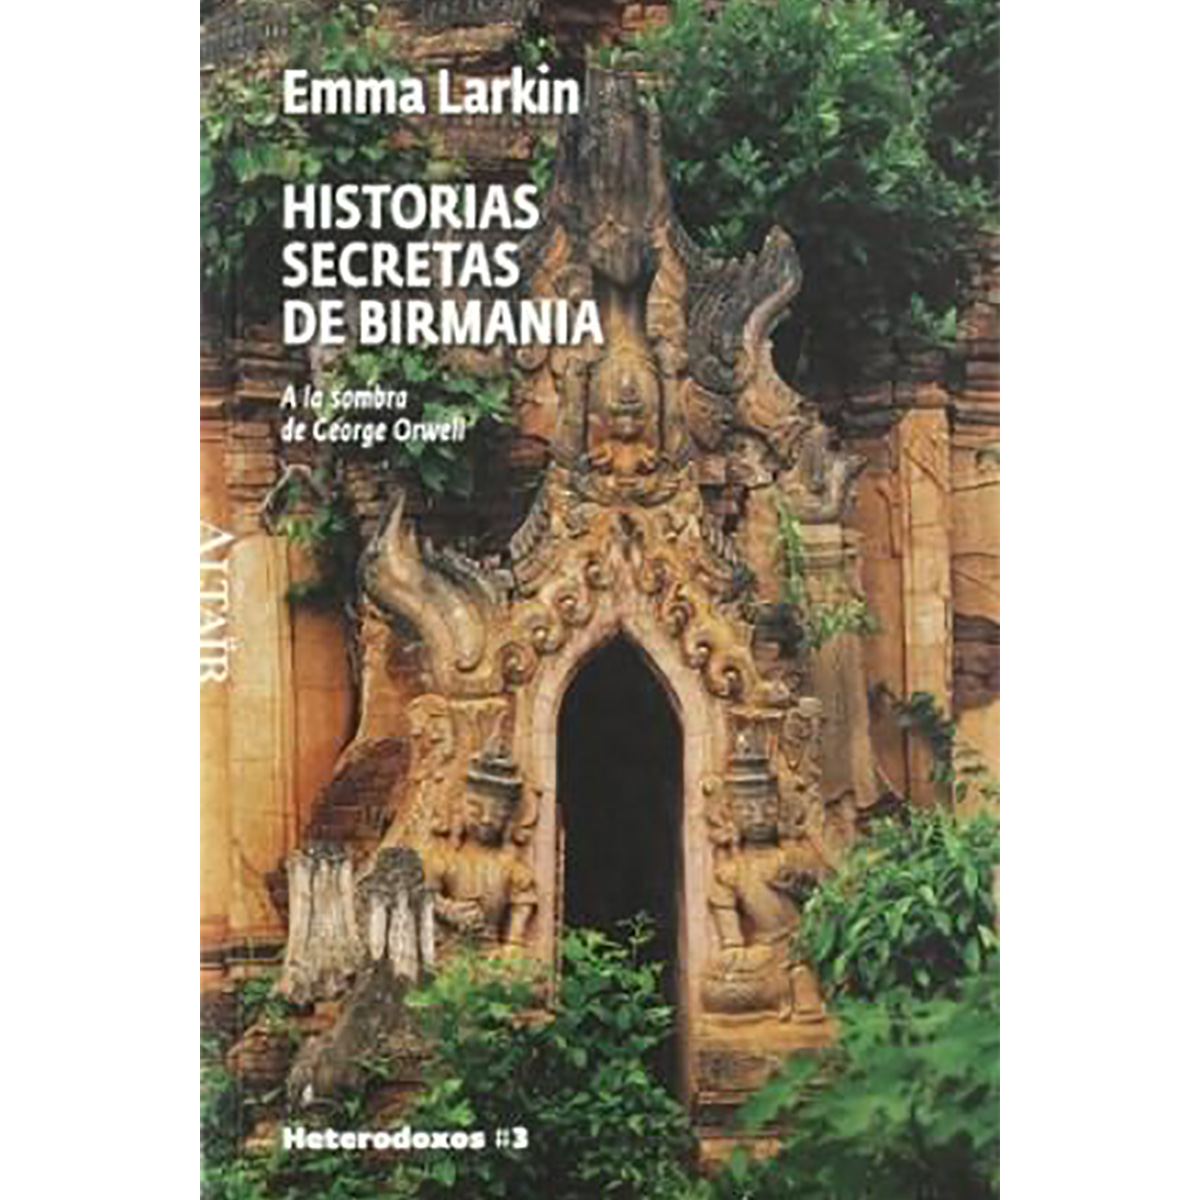 Emma Larkin
HISTORIAS
SECRETAS
DE BIRMANIA
A la sombra
de George Orwell
ALTAÏR
Heterodoxos #3